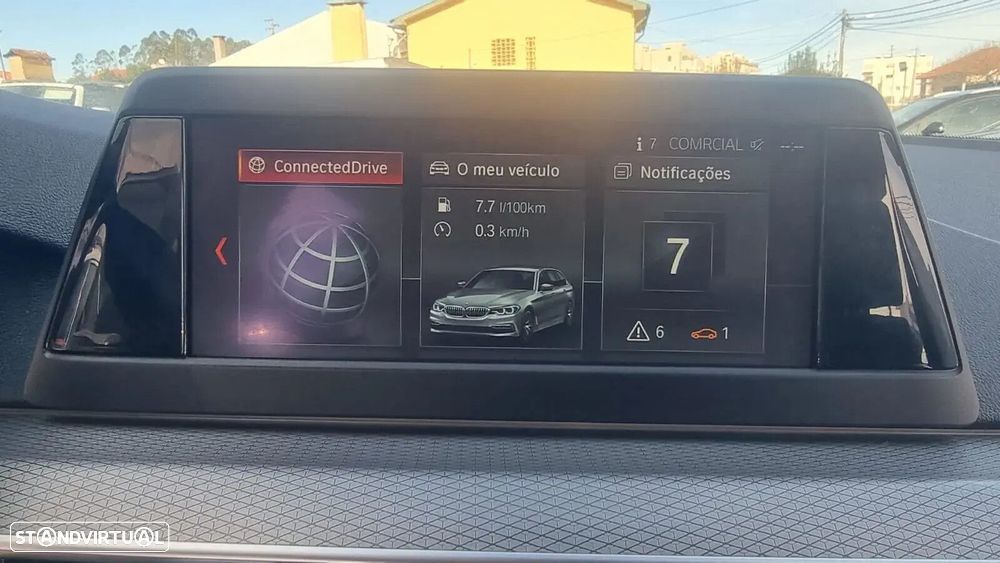 7 COMRCIAL --:--
ConnectedDrive
O meu veículo
7.7 l/100km
0.3 km/h
Notificações
7
6 1
STANDVIRTUAL